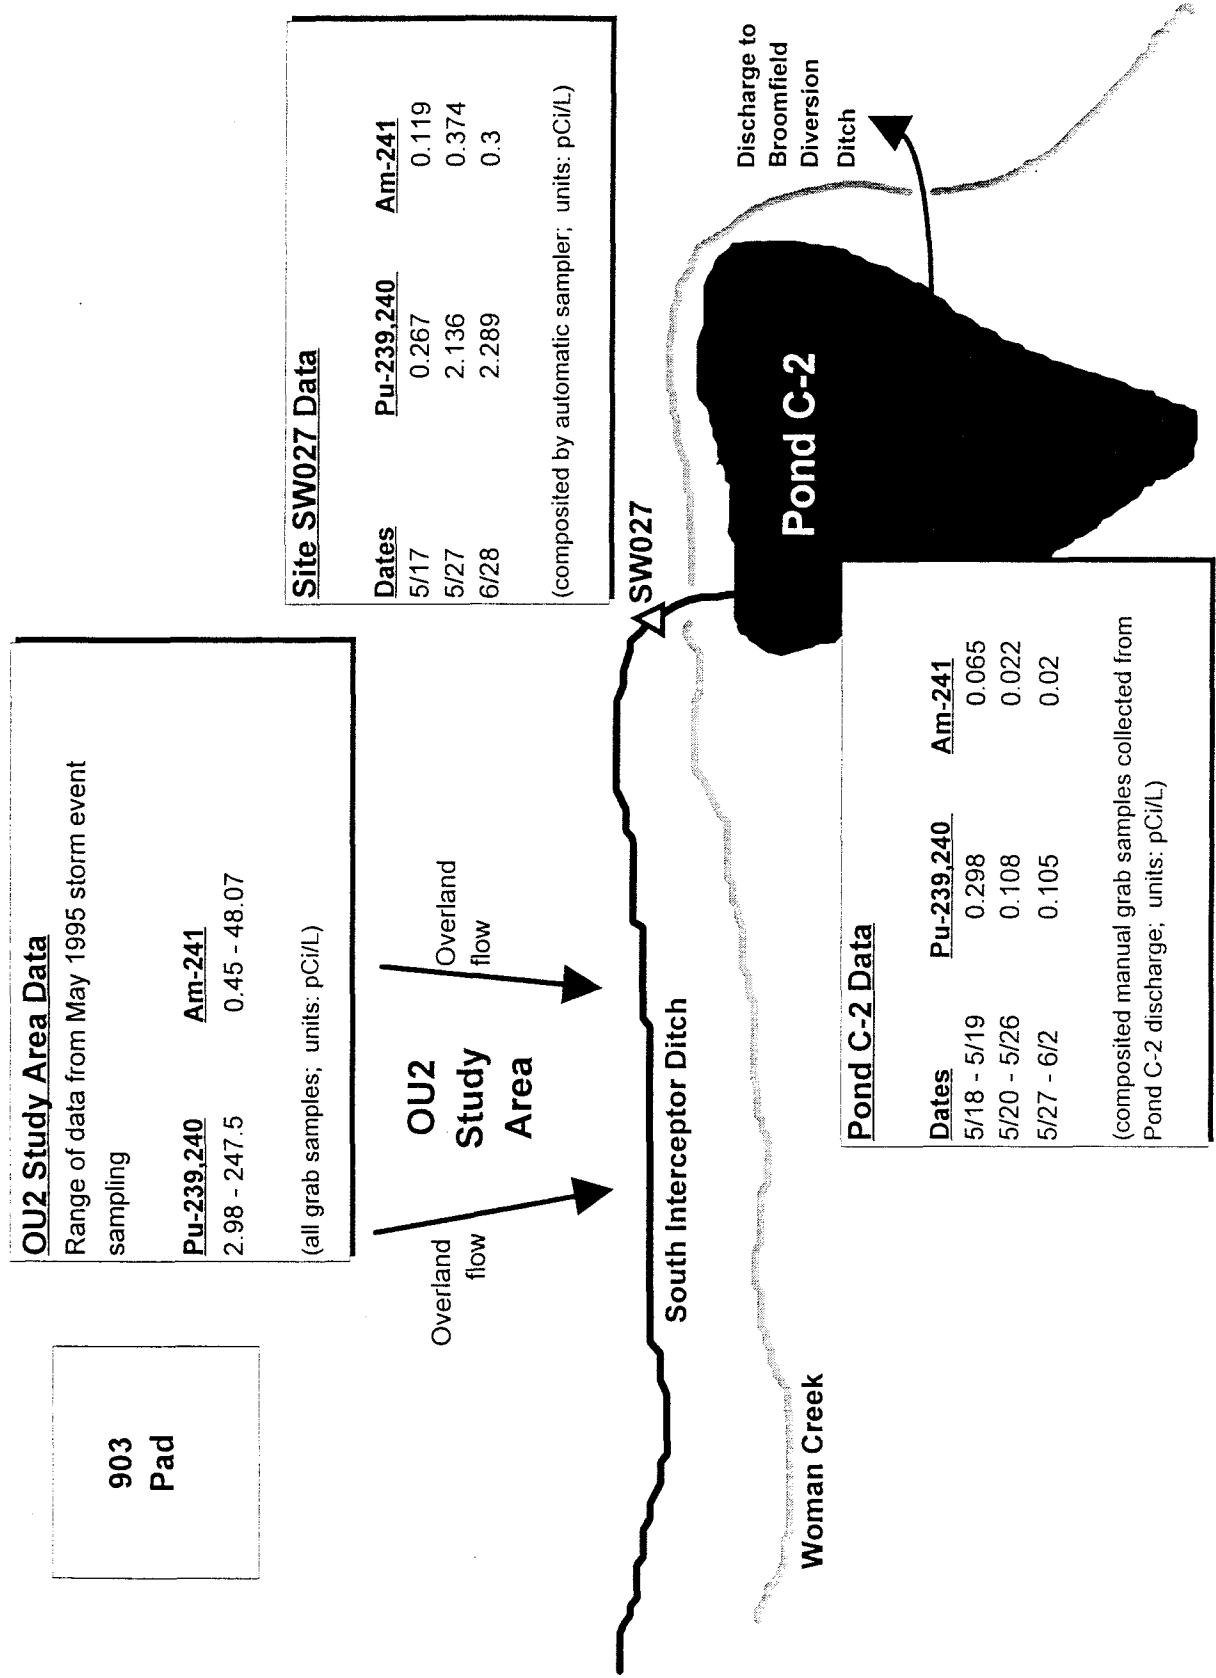 903
Pad
OU2 Study Area Data
Range of data from May 1995 storm event
sampling
Pu-239,240 Am-241
2.98 - 247.5 0.45 - 48.07
(all grab samples; units: pCi/L)
Site SW027 Data
Dates Pu-239,240 Am-241
5/17 0.267 0.119
5/27 2.136 0.374
6/28 2.289 0.3
(composited by automatic sampler; units: pCi/L)
Overland
flow
OU2
Study
Area
Overland
flow
SW027
South Interceptor Ditch
Woman Creek
Pond C-2
Discharge to
Broomfield
Diversion
Ditch
Pond C-2 Data
Dates Pu-239,240 Am-241
5/18 - 5/19 0.298 0.065
5/20 - 5/26 0.108 0.022
5/27 - 6/2 0.105 0.02
(composited manual grab samples collected from
Pond C-2 discharge; units: pCi/L)